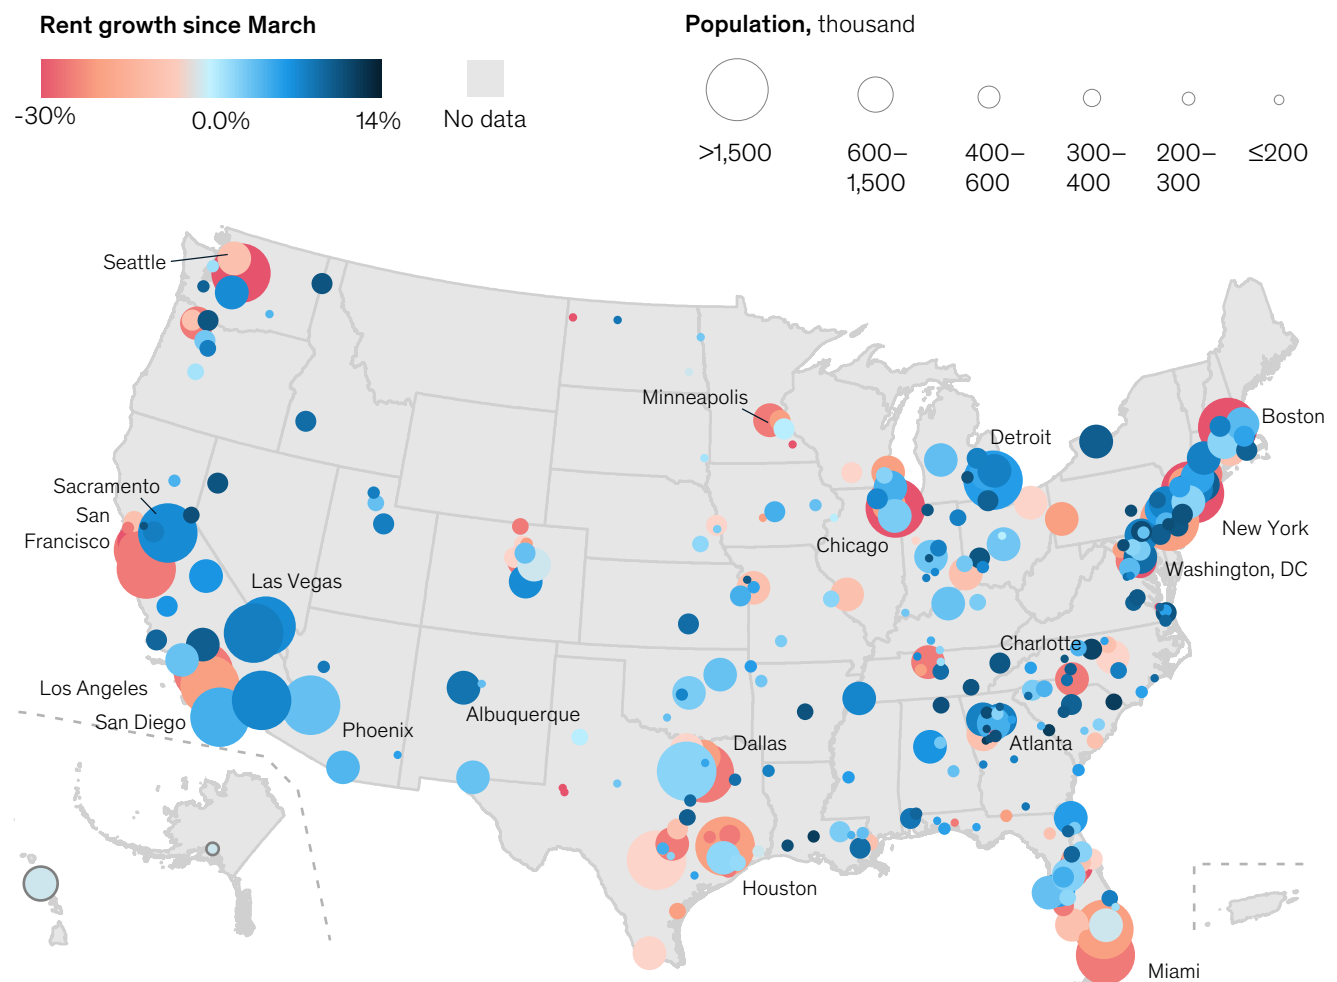 Rent growth since March
-30%
0.0%
14%
No data
Population, thousand
>1,500
600–
1,500
400–
600
300–
400
200–
300
≤200
Seattle
Minneapolis
Boston
Detroit
Sacramento
San
Francisco
New York
Chicago
Washington, DC
Las Vegas
Charlotte
Los Angeles
Albuquerque
San Diego
Phoenix
Dallas
Atlanta
Houston
Miami